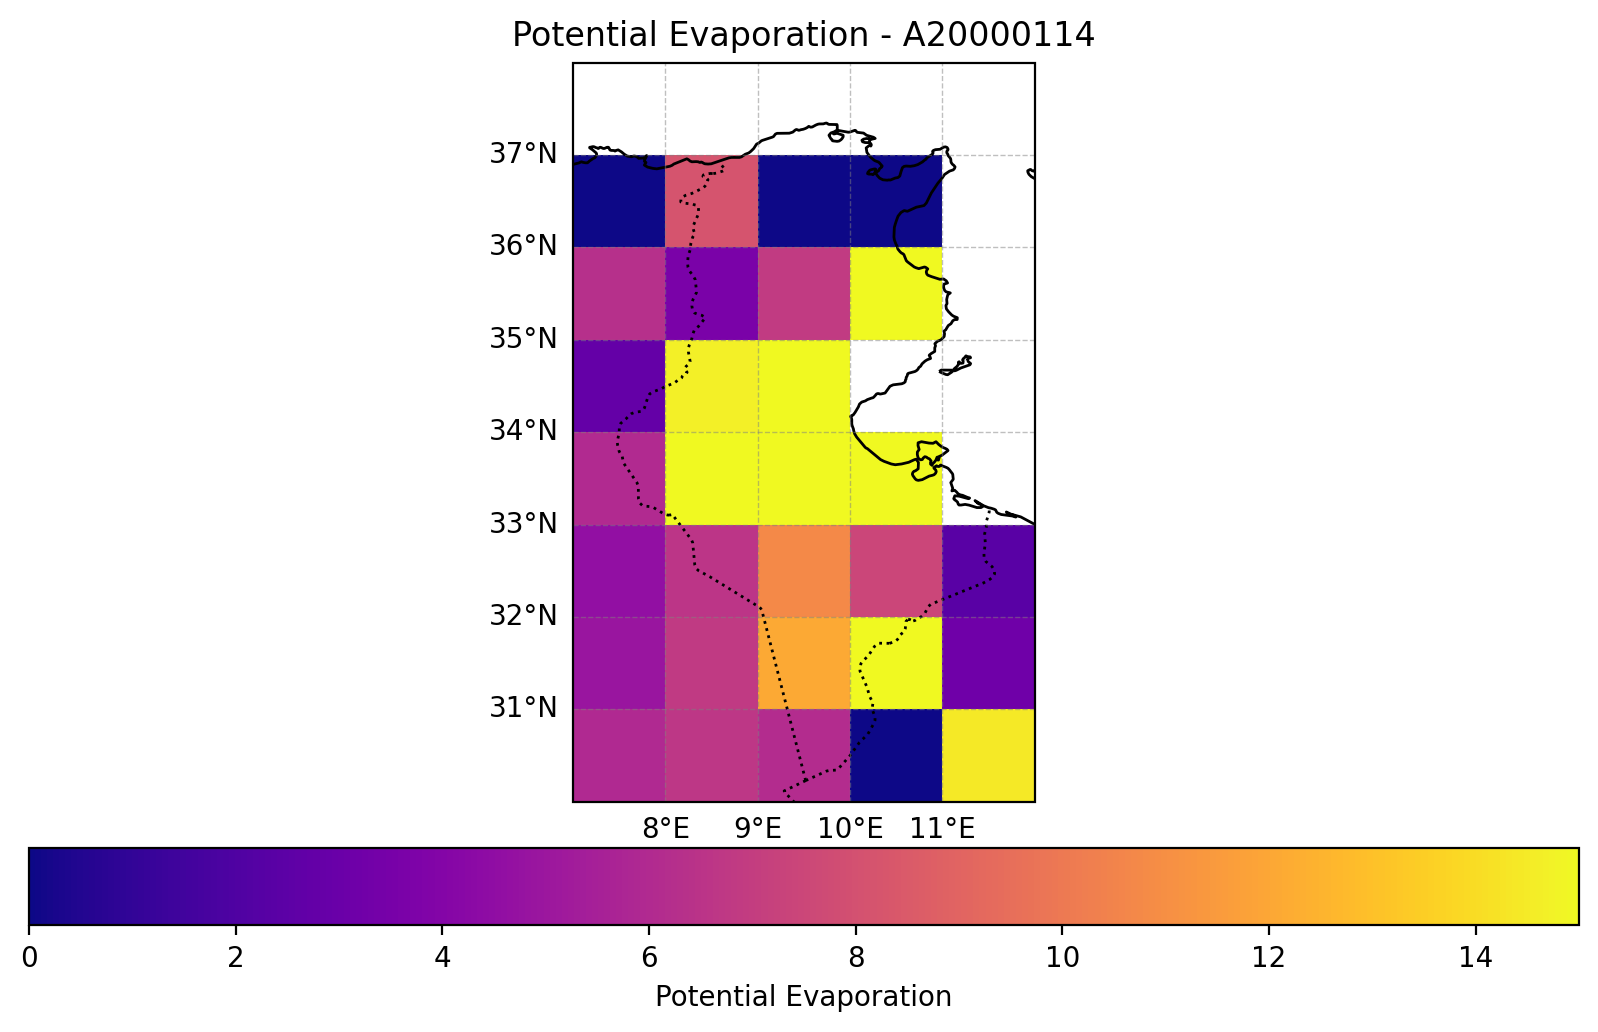 Potential Evaporation - A20000114
37°N
36°N
35°N
34°N
33°N
32°N
31°N
8°E 9°E 10°E 11°E
0 2 4 6 8 10 12 14
Potential Evaporation